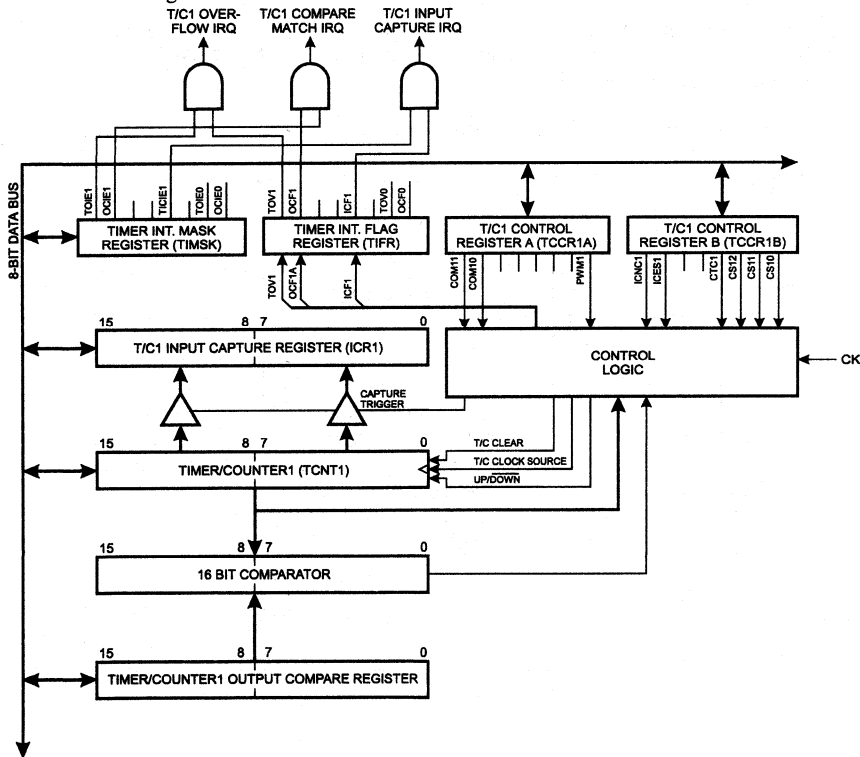 T/C1 OVER-
FLOW IRQ
T/C1 COMPARE
MATCH IRQ
T/C1 INPUT
CAPTURE IRQ
8-BIT DATA BUS
TOIE1
OCIE1
TICIE1
TOIE0
OCIE0
TOV1
OCF1
ICF1
TOV0
OCF0
TIMER INT. MASK
REGISTER (TIMSK)
TIMER INT. FLAG
REGISTER (TIFR)
T/C1 CONTROL
REGISTER A (TCCR1A)
T/C1 CONTROL
REGISTER B (TCCR1B)
TOV1
OCF1A
ICF1
COM11
COM10
PWM1
ICNC1
ICES1
CTC1
CS12
CS11
CS10
15 8 7 0
T/C1 INPUT CAPTURE REGISTER (ICR1)
CONTROL
LOGIC
CK
CAPTURE
TRIGGER
15 8 7 0
TIMER/COUNTER1 (TCNT1)
T/C CLEAR
T/C CLOCK SOURCE
UP/DOWN
15 8 7 0
16 BIT COMPARATOR
15 8 7 0
TIMER/COUNTER1 OUTPUT COMPARE REGISTER